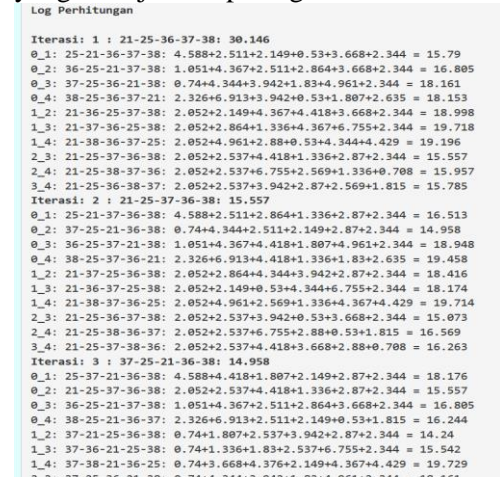 Log Perhitungan
Iterasi: 1 : 21-25-36-37-38: 30.146
0_1: 25-21-36-37-38: 4.588+2.511+2.149+0.53+3.668+2.344 = 15.79
0_2: 36-25-21-37-38: 1.051+4.367+2.511+2.864+3.668+2.344 = 16.805
0_3: 37-25-36-21-38: 0.74+4.344+3.942+1.83+4.961+2.344 = 18.161
0_4: 38-25-36-37-21: 2.326+6.913+3.942+0.53+1.807+2.635 = 18.153
1_2: 21-36-25-37-38: 2.052+2.149+4.367+4.418+3.668+2.344 = 18.998
1_3: 21-37-36-25-38: 2.052+2.864+1.336+4.367+6.755+2.344 = 19.718
1_4: 21-38-36-37-25: 2.052+4.961+2.88+0.53+4.344+4.429 = 19.196
2_3: 21-25-37-36-38: 2.052+2.537+4.418+1.336+2.87+2.344 = 15.557
2_4: 21-25-38-37-36: 2.052+2.537+6.755+2.569+1.336+0.708 = 15.957
3_4: 21-25-36-38-37: 2.052+2.537+3.942+2.87+2.569+1.815 = 15.785
Iterasi: 2 : 21-25-37-36-38: 15.557
0_1: 25-21-37-36-38: 4.588+2.511+2.864+1.336+2.87+2.344 = 16.513
0_2: 37-25-21-36-38: 0.74+4.344+2.511+2.149+2.87+2.344 = 14.958
0_3: 36-25-37-21-38: 1.051+4.367+4.418+1.807+4.961+2.344 = 18.948
0_4: 38-25-37-36-21: 2.326+6.913+4.418+1.336+1.83+2.635 = 19.458
1_2: 21-37-25-36-38: 2.052+2.864+4.344+3.942+2.87+2.344 = 18.416
1_3: 21-36-37-25-38: 2.052+2.149+0.53+4.344+6.755+2.344 = 18.174
1_4: 21-38-37-36-25: 2.052+4.961+2.569+1.336+4.367+4.429 = 19.714
2_3: 21-25-36-37-38: 2.052+2.537+3.942+0.53+3.668+2.344 = 15.073
2_4: 21-25-38-36-37: 2.052+2.537+6.755+2.88+0.53+1.815 = 16.569
3_4: 21-25-37-38-36: 2.052+2.537+4.418+3.668+2.88+0.708 = 16.263
Iterasi: 3 : 37-25-21-36-38: 14.958
0_1: 25-37-21-36-38: 4.588+4.418+1.807+2.149+2.87+2.344 = 18.176
0_2: 21-25-37-36-38: 2.052+2.537+4.418+1.336+2.87+2.344 = 15.557
0_3: 36-25-21-37-38: 1.051+4.367+2.511+2.864+3.668+2.344 = 16.805
0_4: 38-25-21-36-37: 2.326+6.913+2.511+2.149+0.53+1.815 = 16.244
1_2: 37-21-25-36-38: 0.74+1.807+2.537+3.942+2.87+2.344 = 14.24
1_3: 37-36-21-25-38: 0.74+1.336+1.83+2.537+6.755+2.344 = 15.542
1_4: 37-38-21-36-25: 0.74+3.668+4.376+2.149+4.367+4.429 = 19.729